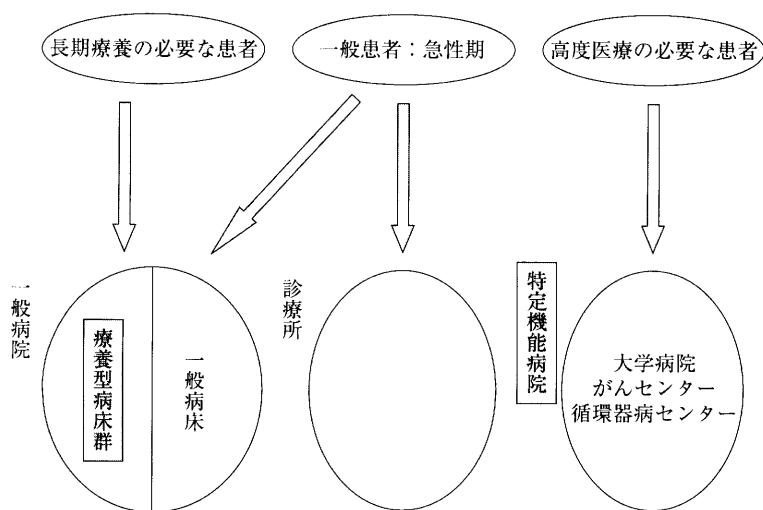 長期療養の必要な患者
一般患者：急性期
高度医療の必要な患者
一般病院
療養型病床群
一般病床
診療所
特定機能病院
大学病院
がんセンター
循環器病センター